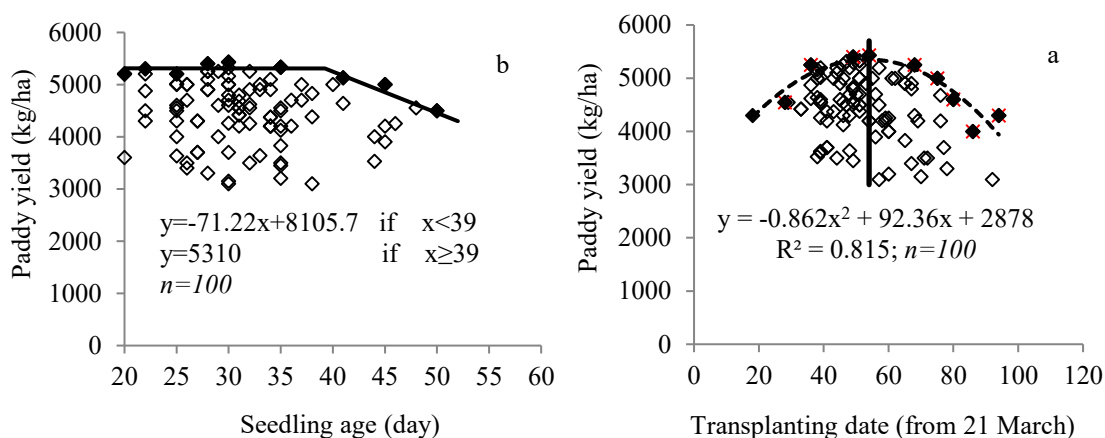 b
Paddy yield (kg/ha)
6000
5000
4000
3000
2000
1000
0
y=-71.22x+8105.7 if x<39
y=5310 if x≥39
n=100
20 25 30 35 40 45 50 55 60
Seedling age (day)
a
Paddy yield (kg/ha)
6000
5000
4000
3000
2000
1000
0
y = -0.862x² + 92.36x + 2878
R² = 0.815; n=100
0 20 40 60 80 100 120
Transplanting date (from 21 March)